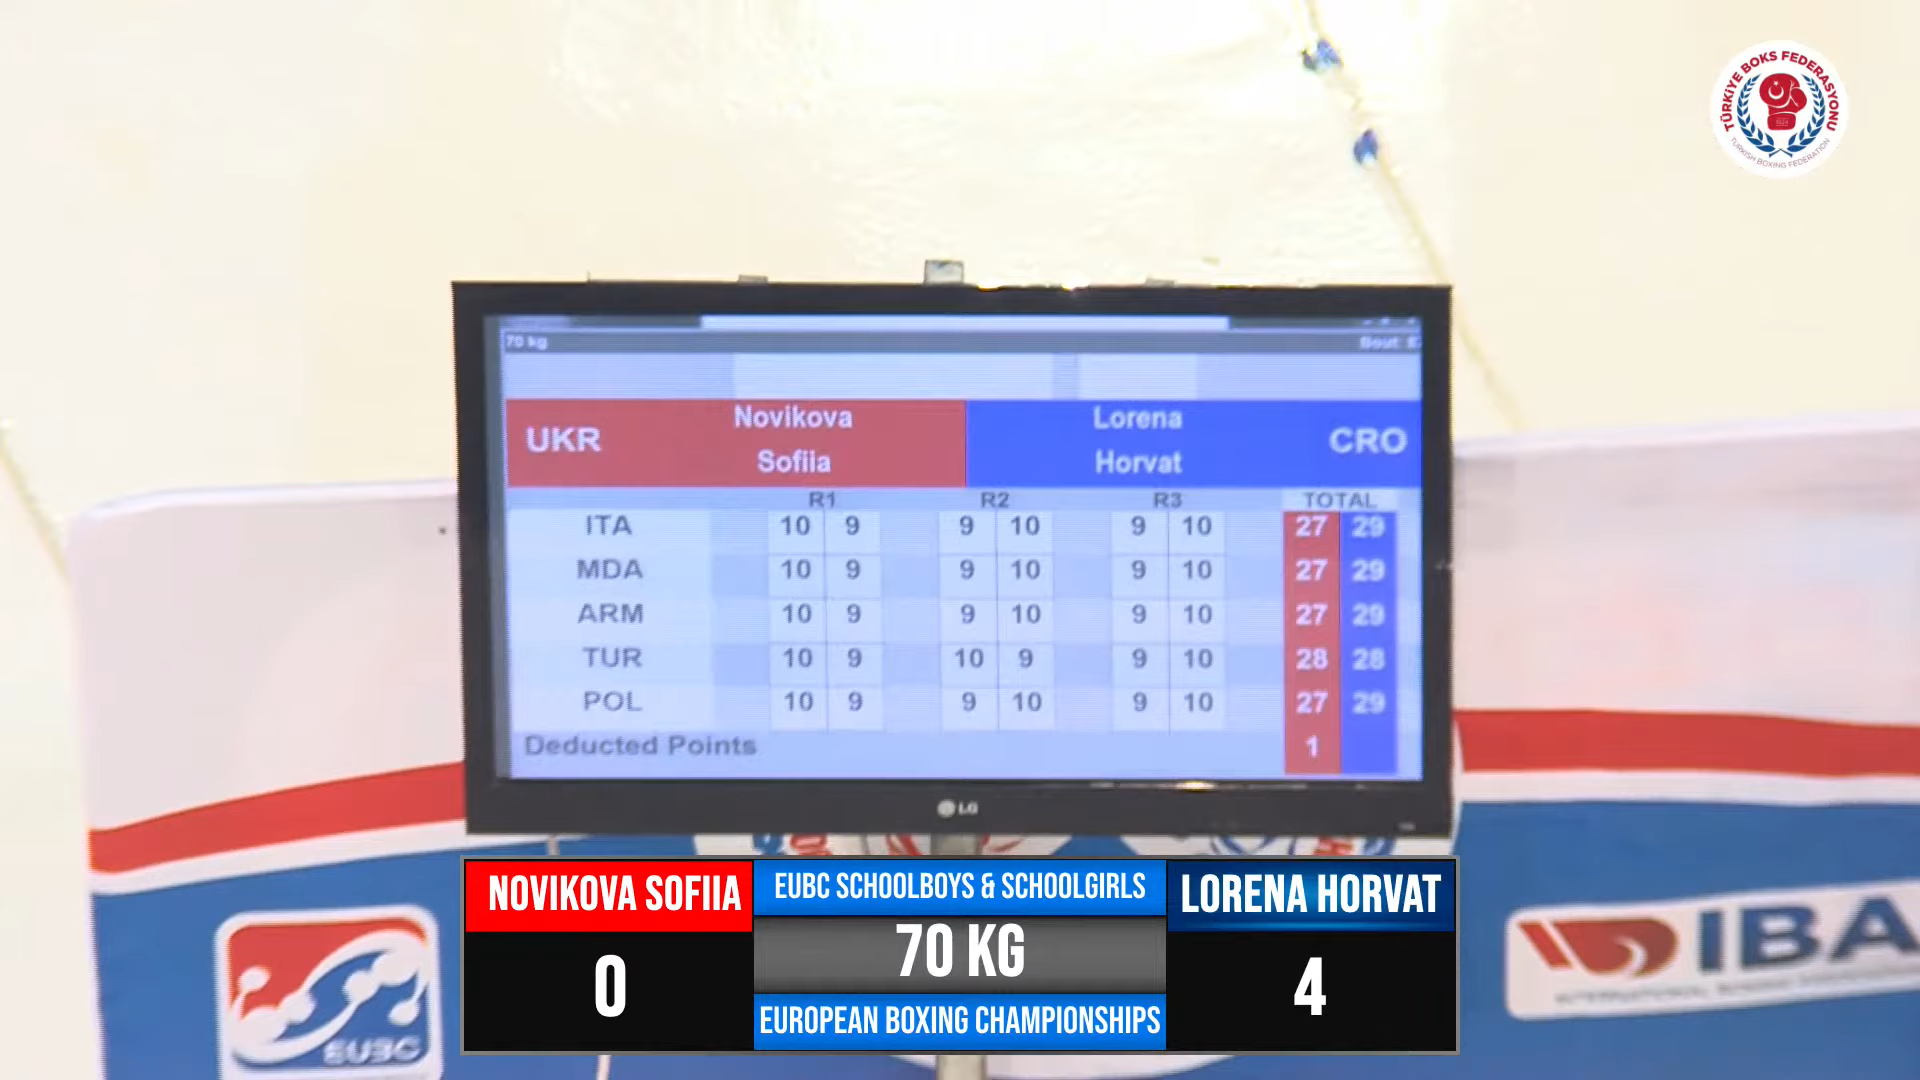 TÜRKİYE BOKS FEDERASYONU
TURKISH BOXING FEDERATION
70 kg
Bout
UKR Novikova Sofiia Lorena Horvat CRO
R1 R2 R3 TOTAL
ITA 10 9 9 10 9 10 27 29
MDA 10 9 9 10 9 10 27 29
ARM 10 9 9 10 9 10 27 29
TUR 10 9 10 9 9 10 28 28
POL 10 9 9 10 9 10 27 29
Deducted Points 1
LG
NOVIKOVA SOFIIA EUBC SCHOOLBOYS & SCHOOLGIRLS LORENA HORVAT
0 70 KG 4
EUROPEAN BOXING CHAMPIONSHIPS
EUBC
IBA